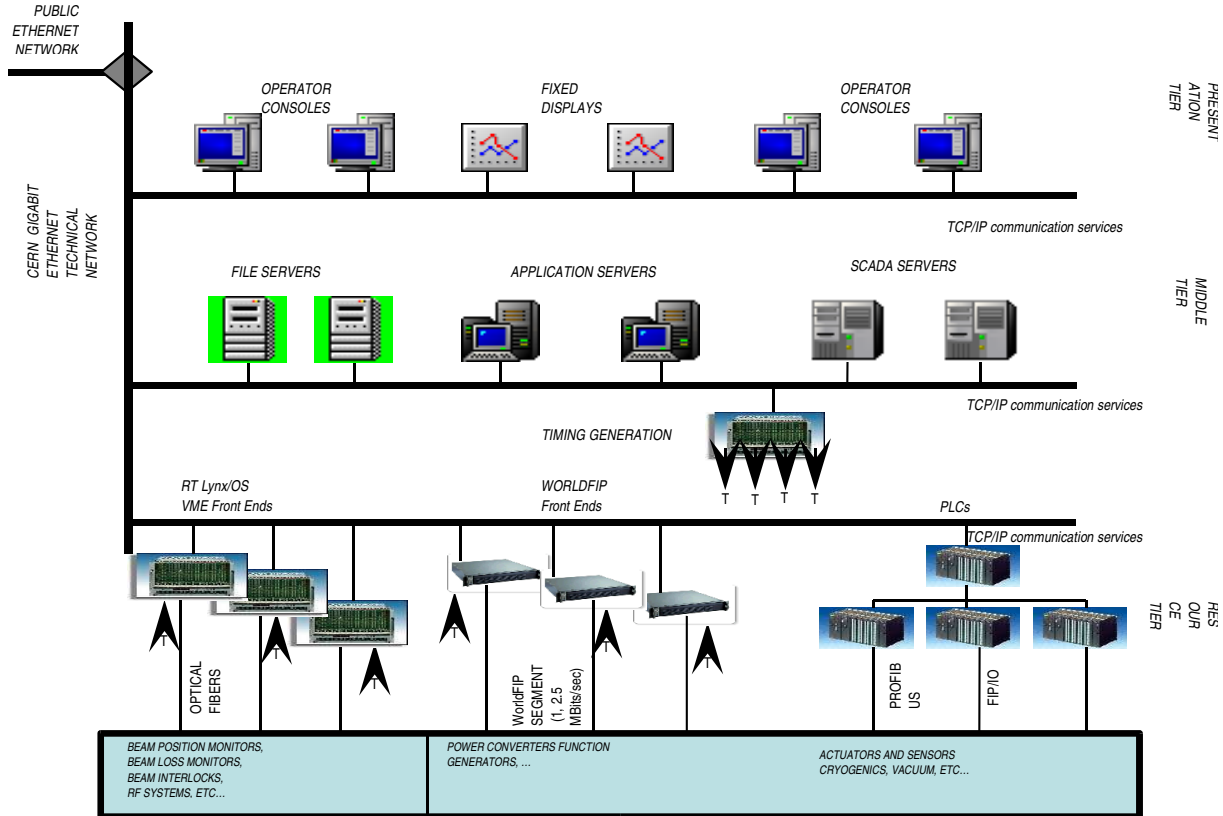 PUBLIC
ETHERNET
NETWORK
OPERATOR
CONSOLES
FIXED
DISPLAYS
OPERATOR
CONSOLES
PRESENT
ATION
TIER
CERN GIGABIT
ETHERNET
TECHNICAL
NETWORK
TCP/IP communication services
FILE SERVERS
APPLICATION SERVERS
SCADA SERVERS
MIDDLE
TIER
TCP/IP communication services
TIMING GENERATION
T T T T
RT Lynx/OS
VME Front Ends
WORLDFIP
Front Ends
PLCs
TCP/IP communication services
RES
OUR
CE
TIER
T
T
T
T
T
T
OPTICAL
FIBERS
WorldFIP
SEGMENT
(1, 2.5
MBits/sec)
PROFIB
US
FIP/IO
BEAM POSITION MONITORS,
BEAM LOSS MONITORS,
BEAM INTERLOCKS,
RF SYSTEMS, ETC…
POWER CONVERTERS FUNCTION
GENERATORS, …
ACTUATORS AND SENSORS
CRYOGENICS, VACUUM, ETC…